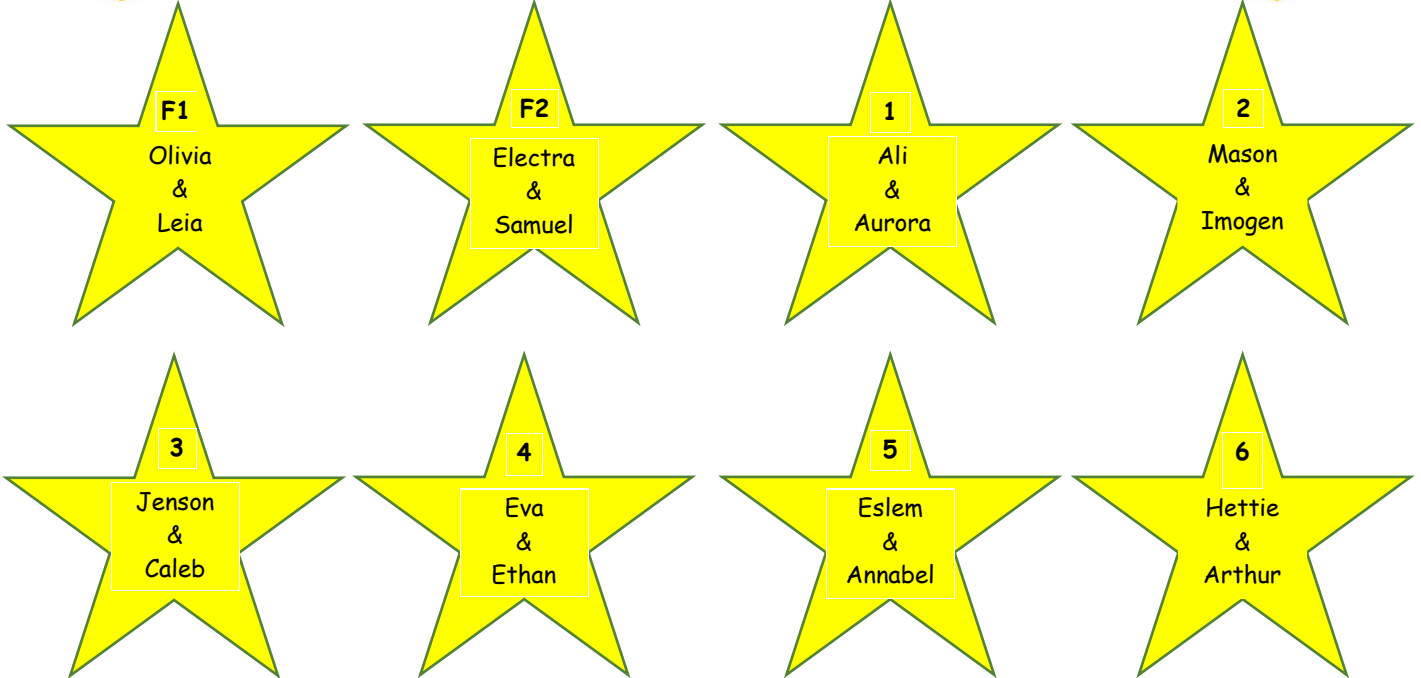 F1
Olivia
&
Leia
F2
Electra
&
Samuel
1
Ali
&
Aurora
2
Mason
&
Imogen
3
Jenson
&
Caleb
4
Eva
&
Ethan
5
Eslem
&
Annabel
6
Hettie
&
Arthur